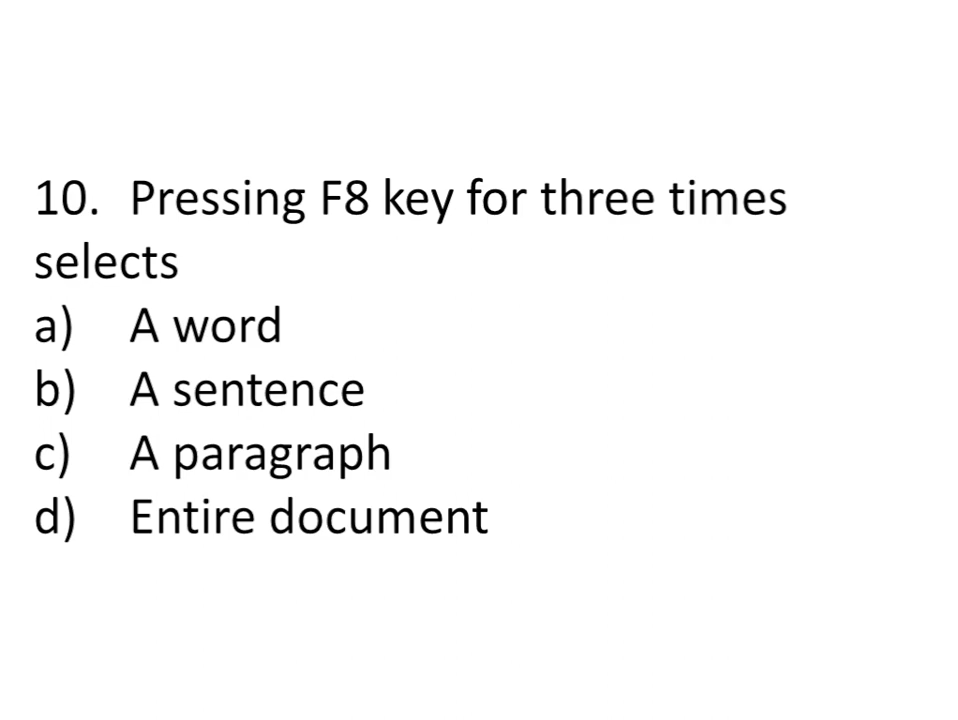 10. Pressing F8 key for three times
selects
a) A word
b) A sentence
c) A paragraph
d) Entire document